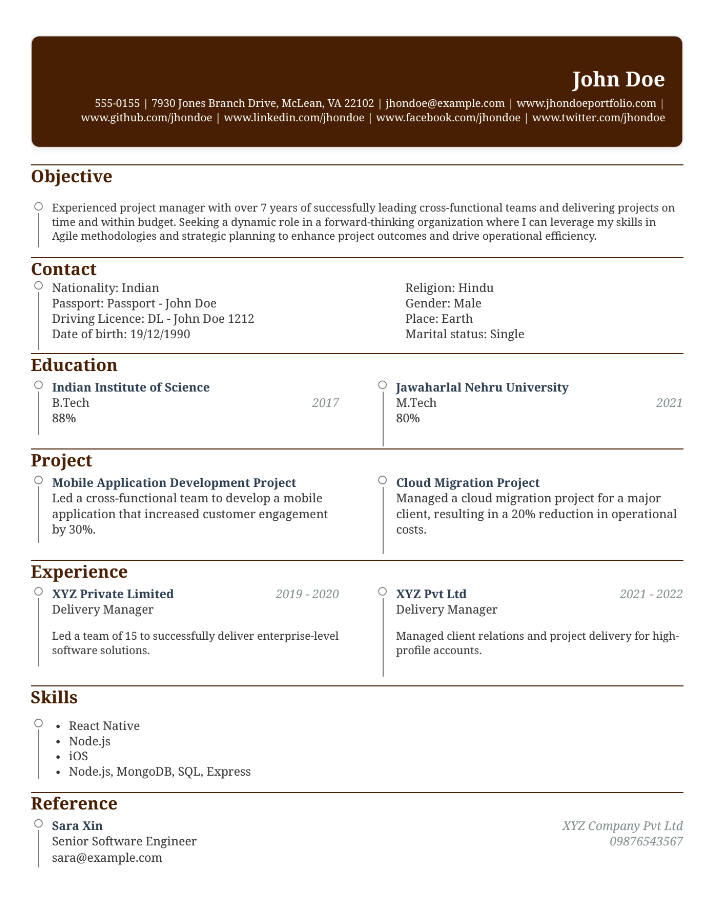 John Doe
555-0155 | 7930 Jones Branch Drive, McLean, VA 22102 | jhondoe@example.com | www.jhondoeportfolio.com |
www.github.com/jhondoe | www.linkedin.com/jhondoe | www.facebook.com/jhondoe | www.twitter.com/jhondoe
Objective
Experienced project manager with over 7 years of successfully leading cross-functional teams and delivering projects on
time and within budget. Seeking a dynamic role in a forward-thinking organization where I can leverage my skills in
Agile methodologies and strategic planning to enhance project outcomes and drive operational efficiency.
Contact
Nationality: Indian
Passport: Passport - John Doe
Driving Licence: DL - John Doe 1212
Date of birth: 19/12/1990
Religion: Hindu
Gender: Male
Place: Earth
Marital status: Single
Education
Indian Institute of Science
B.Tech 2017
88%
Jawaharlal Nehru University
M.Tech 2021
80%
Project
Mobile Application Development Project
Led a cross-functional team to develop a mobile
application that increased customer engagement
by 30%.
Cloud Migration Project
Managed a cloud migration project for a major
client, resulting in a 20% reduction in operational
costs.
Experience
XYZ Private Limited 2019 - 2020
Delivery Manager
Led a team of 15 to successfully deliver enterprise-level
software solutions.
XYZ Pvt Ltd 2021 - 2022
Delivery Manager
Managed client relations and project delivery for high-
profile accounts.
Skills
• React Native
• Node.js
• iOS
• Node.js, MongoDB, SQL, Express
Reference
Sara Xin XYZ Company Pvt Ltd
Senior Software Engineer 09876543567
sara@example.com